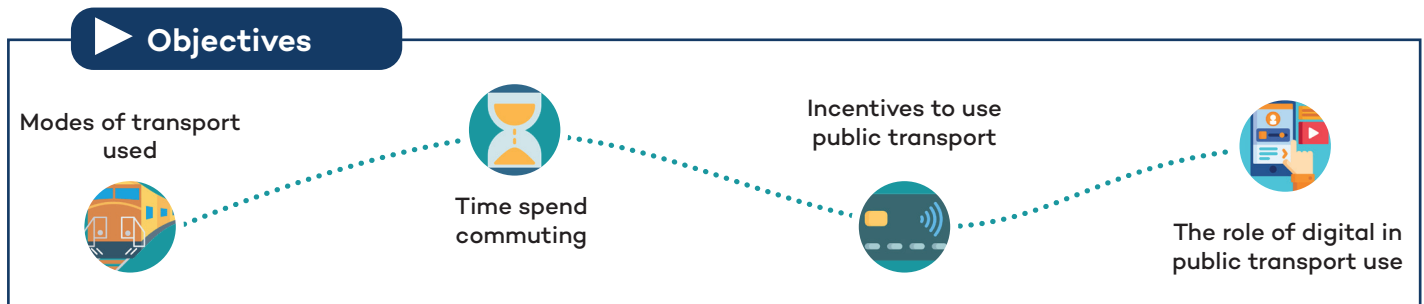 Objectives
Modes of transport
used
Time spend
commuting
Incentives to use
public transport
The role of digital in
public transport use